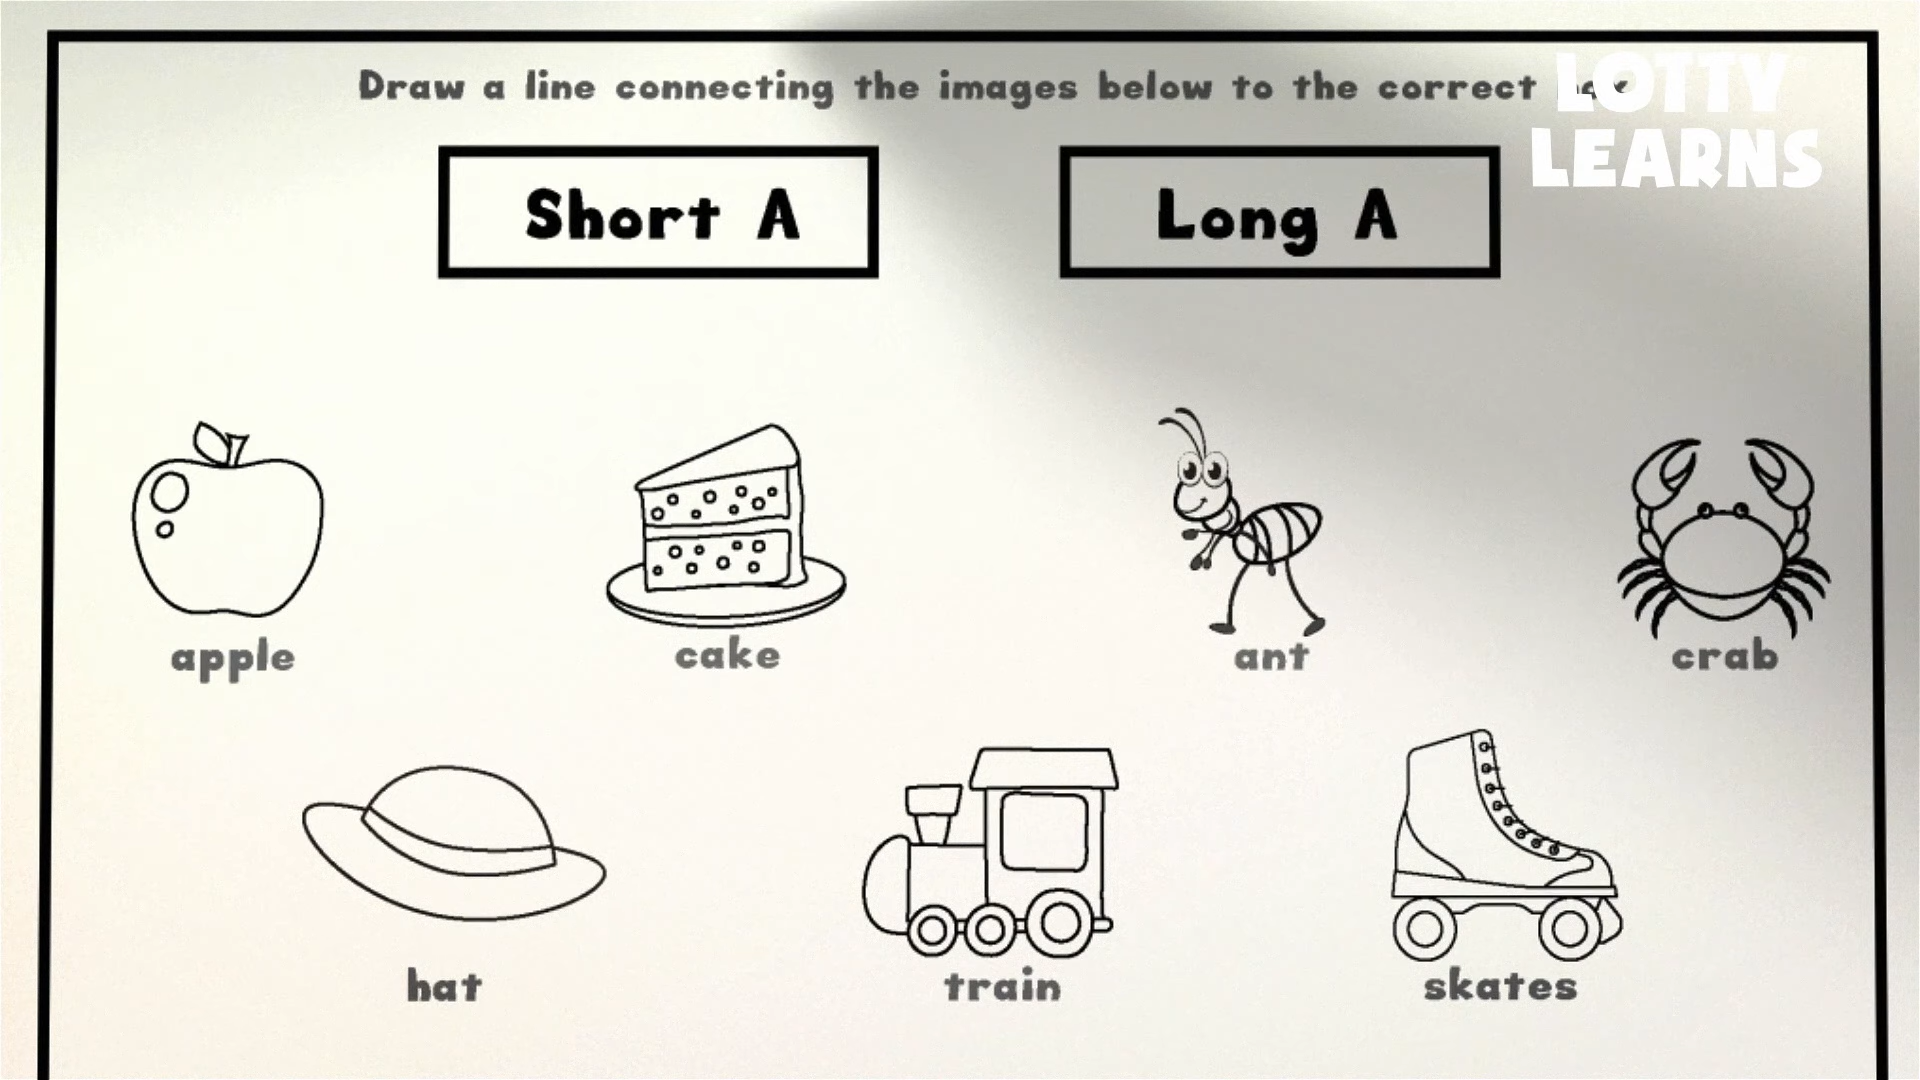 Draw a line connecting the images below to the correct
LOTTY
LEARNS
Short A
Long A
apple
cake
ant
crab
hat
train
skates